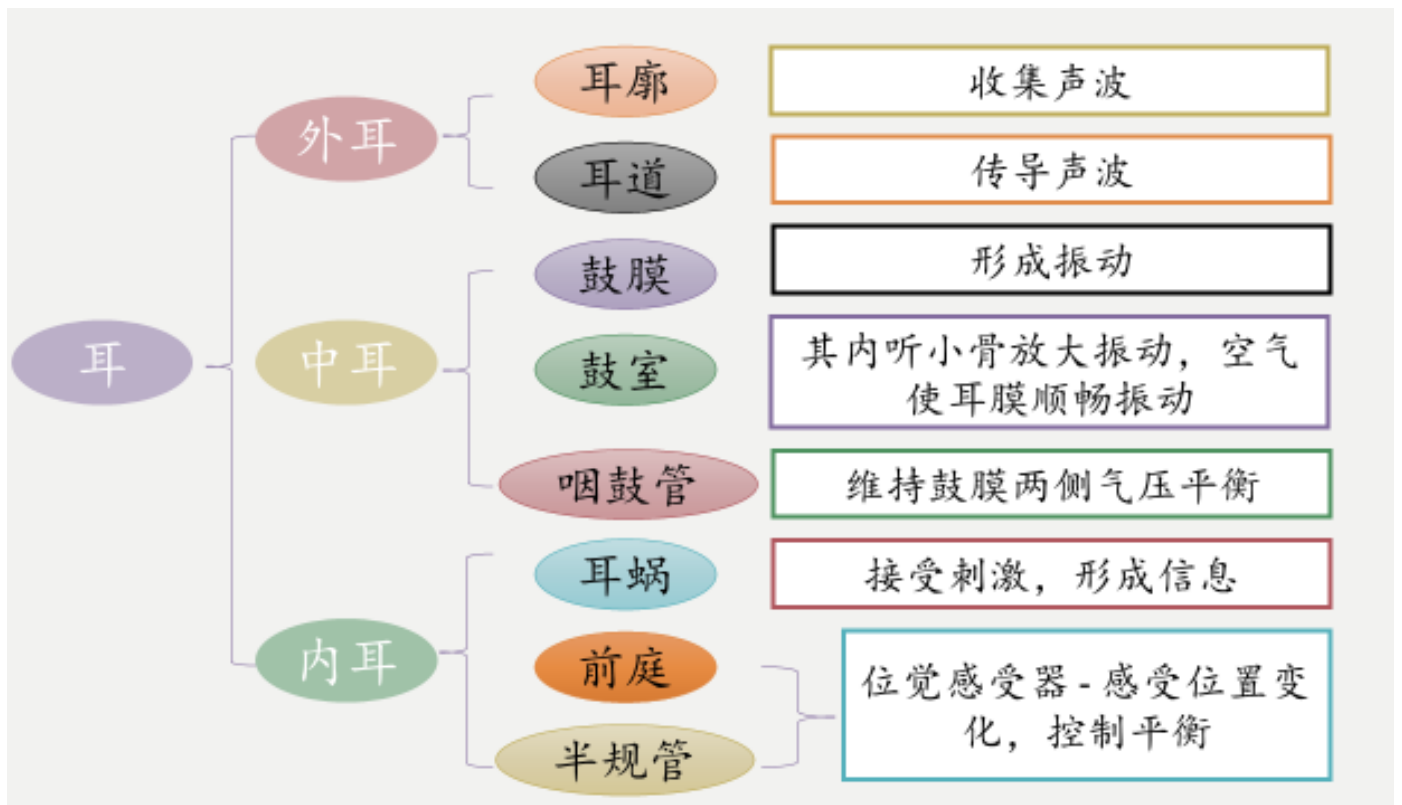 耳
外耳
耳廓
收集声波
耳道
传导声波
中耳
鼓膜
形成振动
鼓室
其内听小骨放大振动，空气
使耳膜顺畅振动
咽鼓管
维持鼓膜两侧气压平衡
内耳
耳蜗
接受刺激，形成信息
前庭
半规管
位觉感受器-感受位置变
化，控制平衡